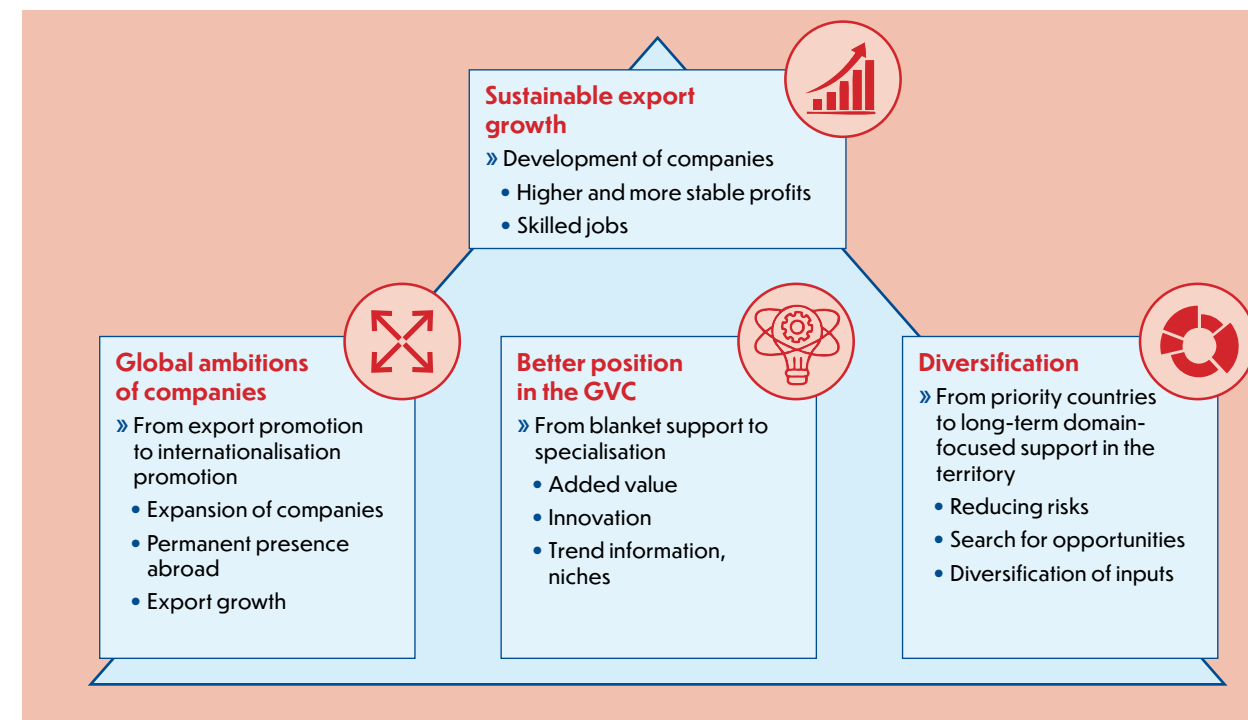 Sustainable export
growth
» Development of companies
• Higher and more stable profits
• Skilled jobs
Global ambitions
of companies
» From export promotion
to internationalisation
promotion
• Expansion of companies
• Permanent presence
abroad
• Export growth
Better position
in the GVC
» From blanket support to
specialisation
• Added value
• Innovation
• Trend information,
niches
Diversification
» From priority countries
to long-term domain-
focused support in the
territory
• Reducing risks
• Search for opportunities
• Diversification of inputs